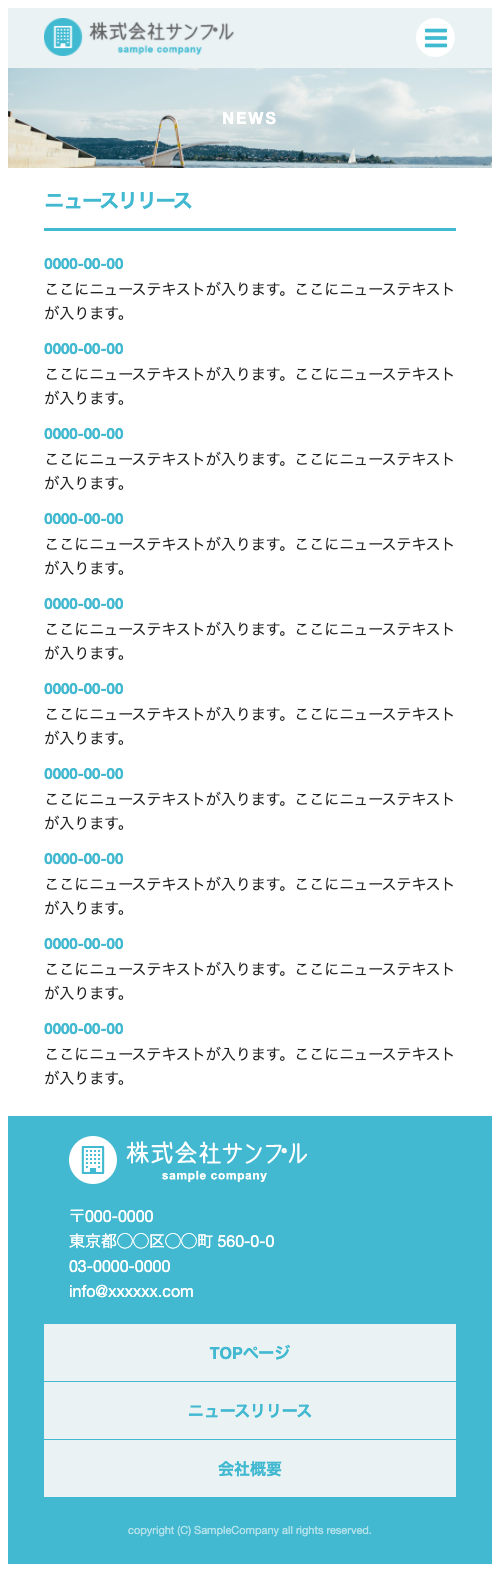 株式会社サンプル
sample company
NEWS
ニュースリリース
0000-00-00
ここにニューステキストが入ります。ここにニューステキスト
が入ります。
0000-00-00
ここにニューステキストが入ります。ここにニューステキスト
が入ります。
0000-00-00
ここにニューステキストが入ります。ここにニューステキスト
が入ります。
0000-00-00
ここにニューステキストが入ります。ここにニューステキスト
が入ります。
0000-00-00
ここにニューステキストが入ります。ここにニューステキスト
が入ります。
0000-00-00
ここにニューステキストが入ります。ここにニューステキスト
が入ります。
0000-00-00
ここにニューステキストが入ります。ここにニューステキスト
が入ります。
0000-00-00
ここにニューステキストが入ります。ここにニューステキスト
が入ります。
0000-00-00
ここにニューステキストが入ります。ここにニューステキスト
が入ります。
0000-00-00
ここにニューステキストが入ります。ここにニューステキスト
が入ります。
株式会社サンプル
sample company
〒000-0000
東京都◯◯区◯◯町 560-0-0
03-0000-0000
info@xxxxxx.com
TOPページ
ニュースリリース
会社概要
copyright (C) SampleCompany all rights reserved.